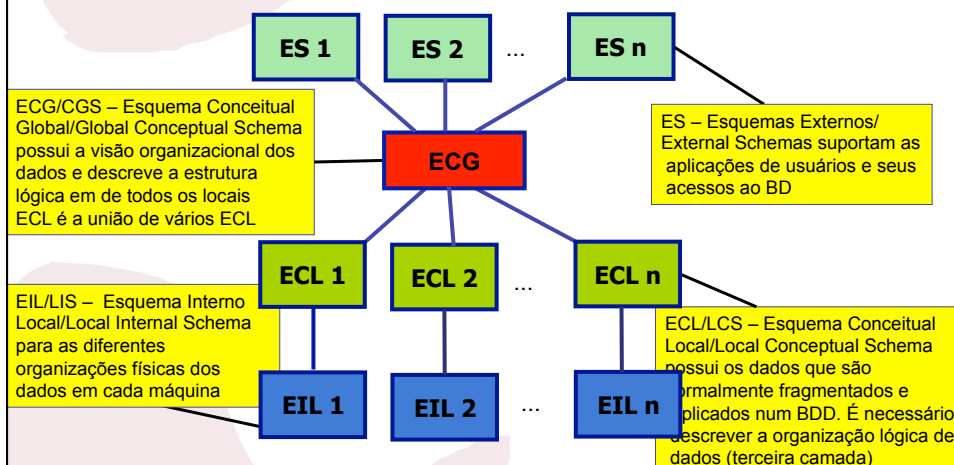 ES 1
ES 2
...
ES n
ECG/CGS – Esquema Conceitual
Global/Global Conceptual Schema
possui a visão organizacional dos
dados e descreve a estrutura
lógica em de todos os locais
ECL é a união de vários ECL
ECG
ES – Esquemas Externos/
External Schemas suportam as
aplicações de usuários e seus
acessos ao BD
ECL 1
ECL 2
...
ECL n
EIL/LIS – Esquema Interno
Local/Local Internal Schema
para as diferentes
organizações físicas dos
dados em cada máquina
ECL/LCS – Esquema Conceitual
Local/Local Conceptual Schema
possui os dados que são
normalmente fragmentados e
num BDD. É necessário
descrever a organização lógica de
dados (terceira camada)
EIL 1
EIL 2
...
EIL n